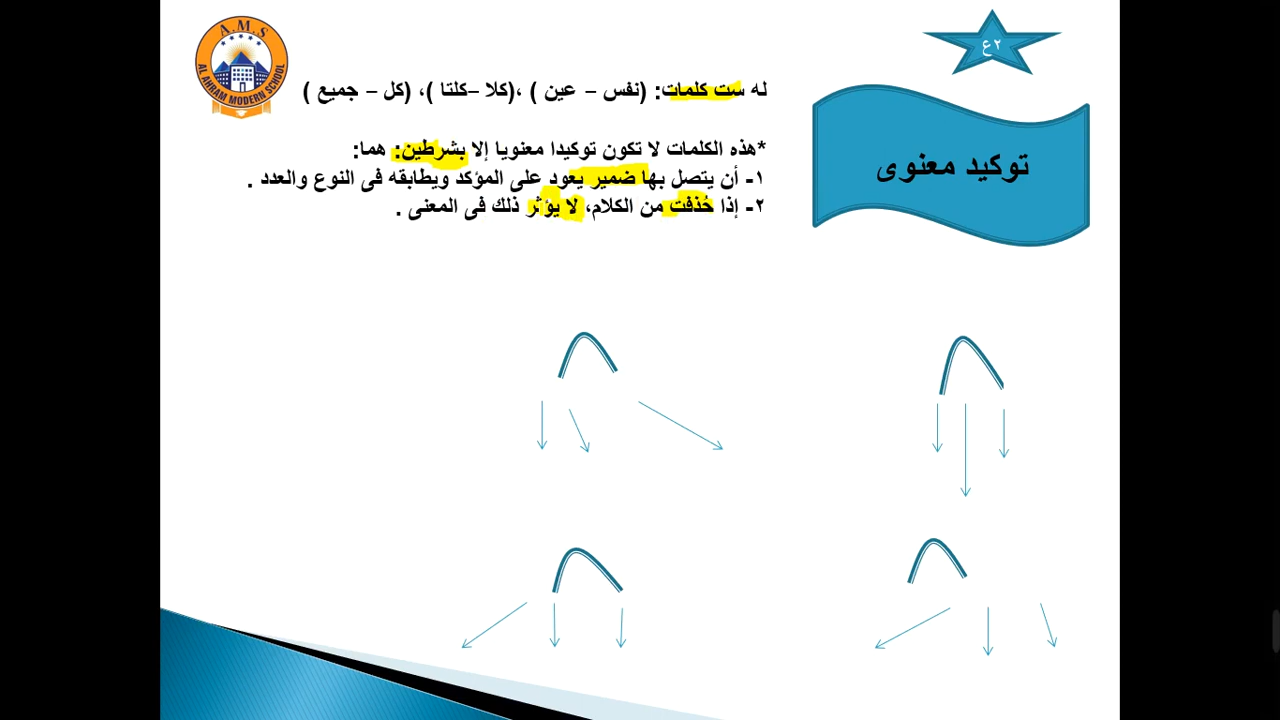 A.M.S
AL AHRAM MODERN SCHOOL
٢ع
له ست كلمات: (نفس – عين ) ،(كلا –كلتا )، (كل – جميع )
توكيد معنوى
*هذه الكلمات لا تكون توكيدا معنويا إلا بشرطين: هما:
١- أن يتصل بها ضمير يعود على المؤكد ويطابقه فى النوع والعدد .
٢- إذا حُذفت من الكلام، لا يؤثر ذلك فى المعنى .